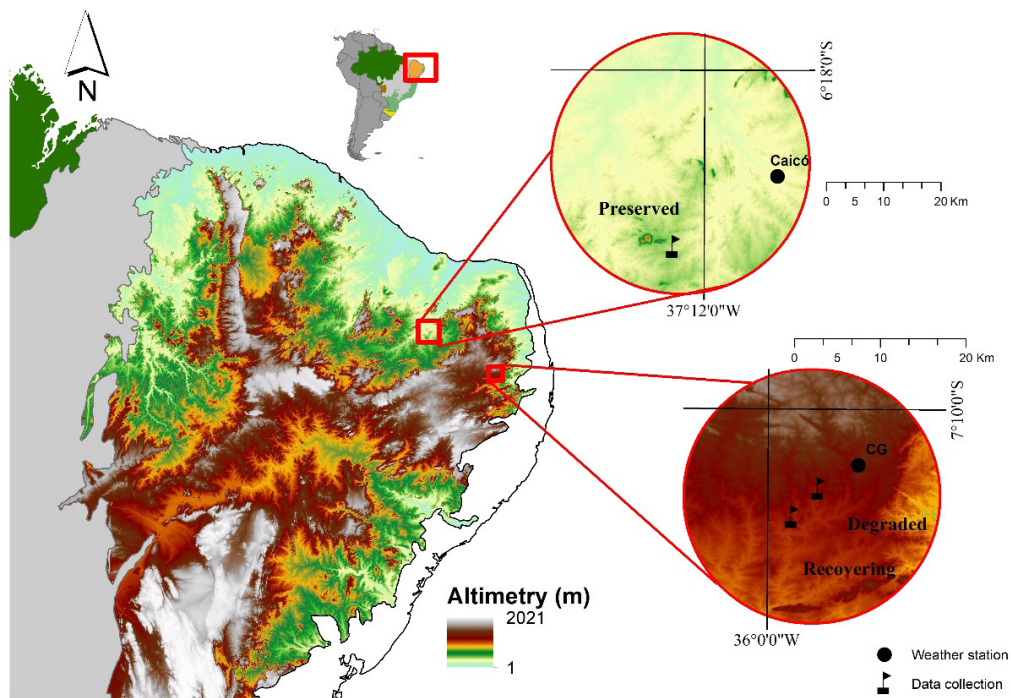 N
6°18'0"S
Caicó
Preserved
0 5 10 20 Km
37°12'0"W
0 5 10 20 Km
7°10'0"S
CG
Degraded
Recovering
36°0'0"W
Altimetry (m)
2021
1
Weather station
Data collection